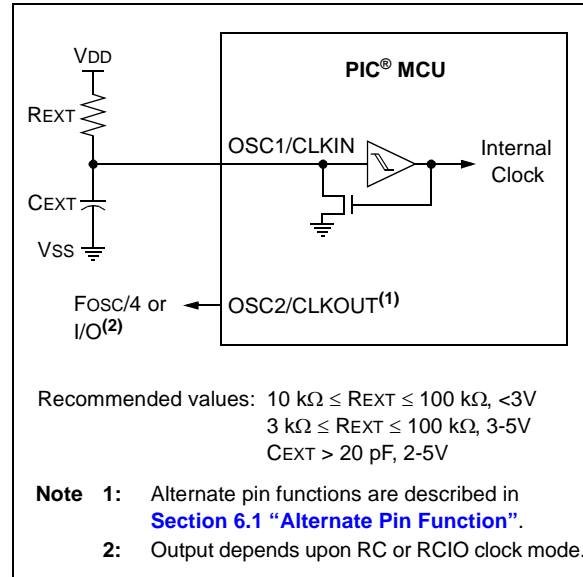 VDD
PIC® MCU
REXT
OSC1/CLKIN
Internal
Clock
CEXT
VSS
FOSC/4 or
I/O(2)
OSC2/CLKOUT(1)
Recommended values: 10 kΩ ≤ REXT ≤ 100 kΩ, <3V
3 kΩ ≤ REXT ≤ 100 kΩ, 3-5V
CEXT > 20 pF, 2-5V
Note 1: Alternate pin functions are described in
Section 6.1 “Alternate Pin Function”.
2: Output depends upon RC or RCIO clock mode.